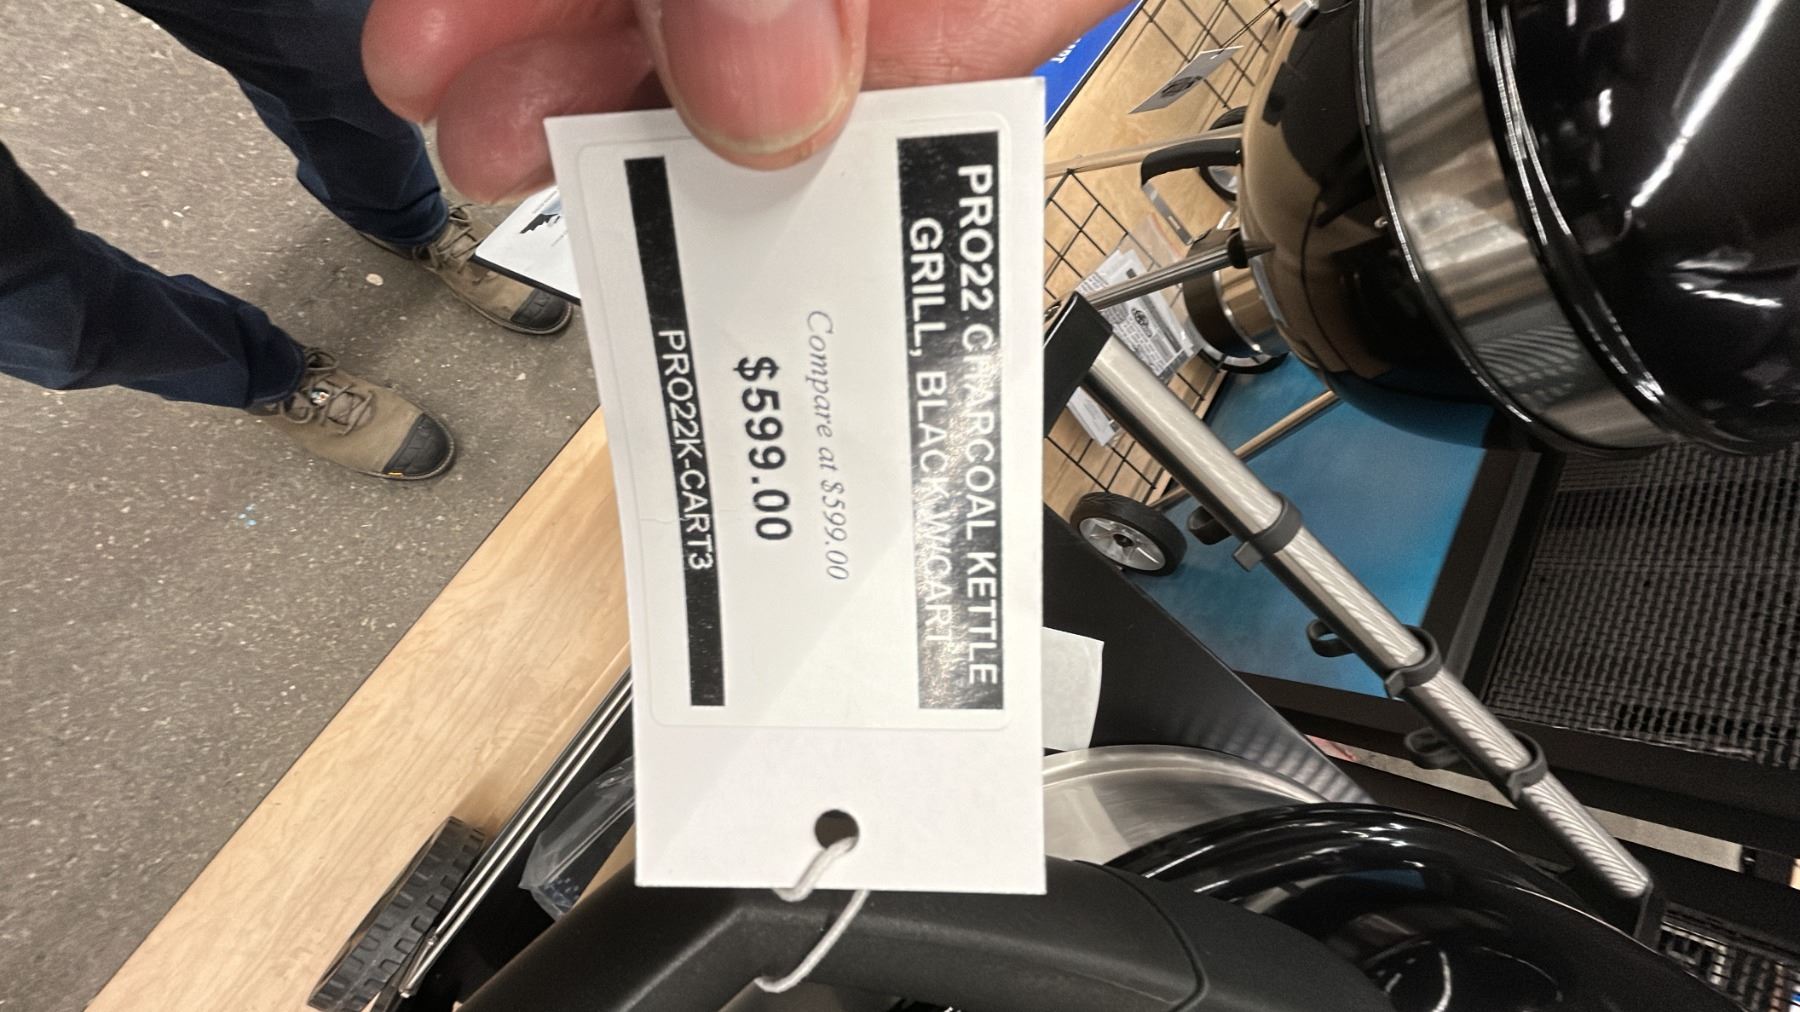 PRO22 CHARCOAL KETTLE
GRILL, BLACK W/CART
Compare at $599.00
$599.00
PRO22K-CART3